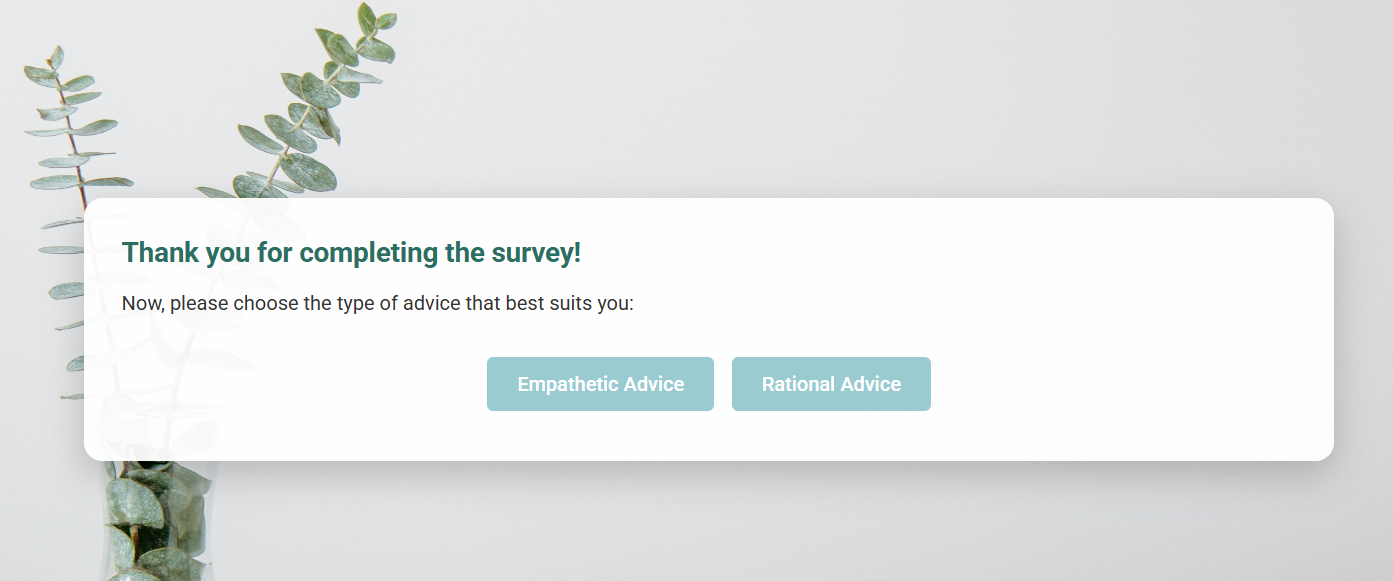 Thank you for completing the survey!
Now, please choose the type of advice that best suits you:
Empathetic Advice
Rational Advice